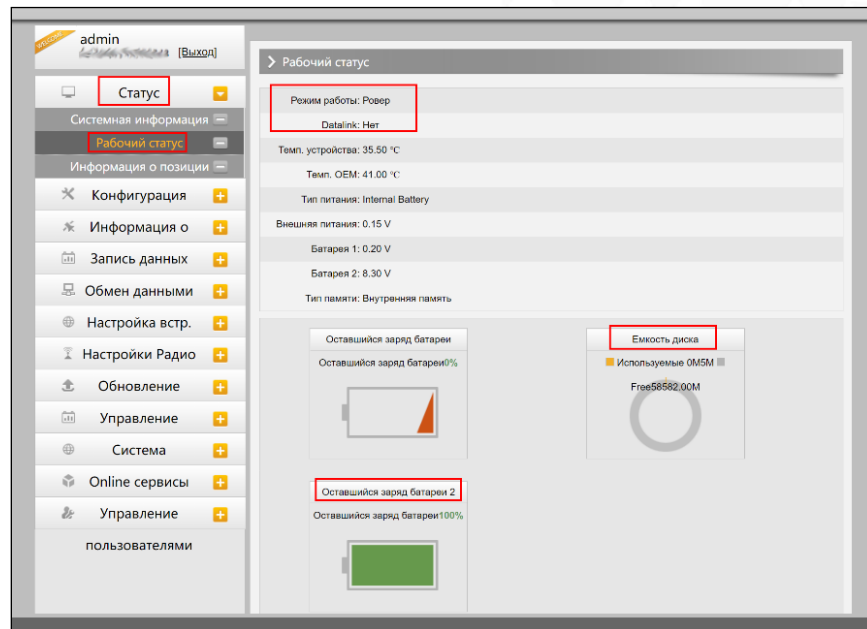 WELCOME
admin
[Выход]
Статус
Системная информация
Рабочий статус
Информация о позиции
Конфигурация
Информация о
Запись данных
Обмен данными
Настройка встр.
Настройки Радио
Обновление
Управление
Система
Online сервисы
Управление
пользователями
Рабочий статус
Режим работы: Ровер
Datalink: Нет
Темп. устройства: 35.50 °C
Темп. OEM: 41.00 °C
Тип питания: Internal Battery
Внешняя питания: 0.15 V
Батарея 1: 0.20 V
Батарея 2: 8.30 V
Тип памяти: Внутренняя память
Оставшийся заряд батареи
Оставшийся заряд батареи0%
Емкость диска
Используемые 0M5M
Free58582.00M
Оставшийся заряд батареи 2
Оставшийся заряд батареи100%